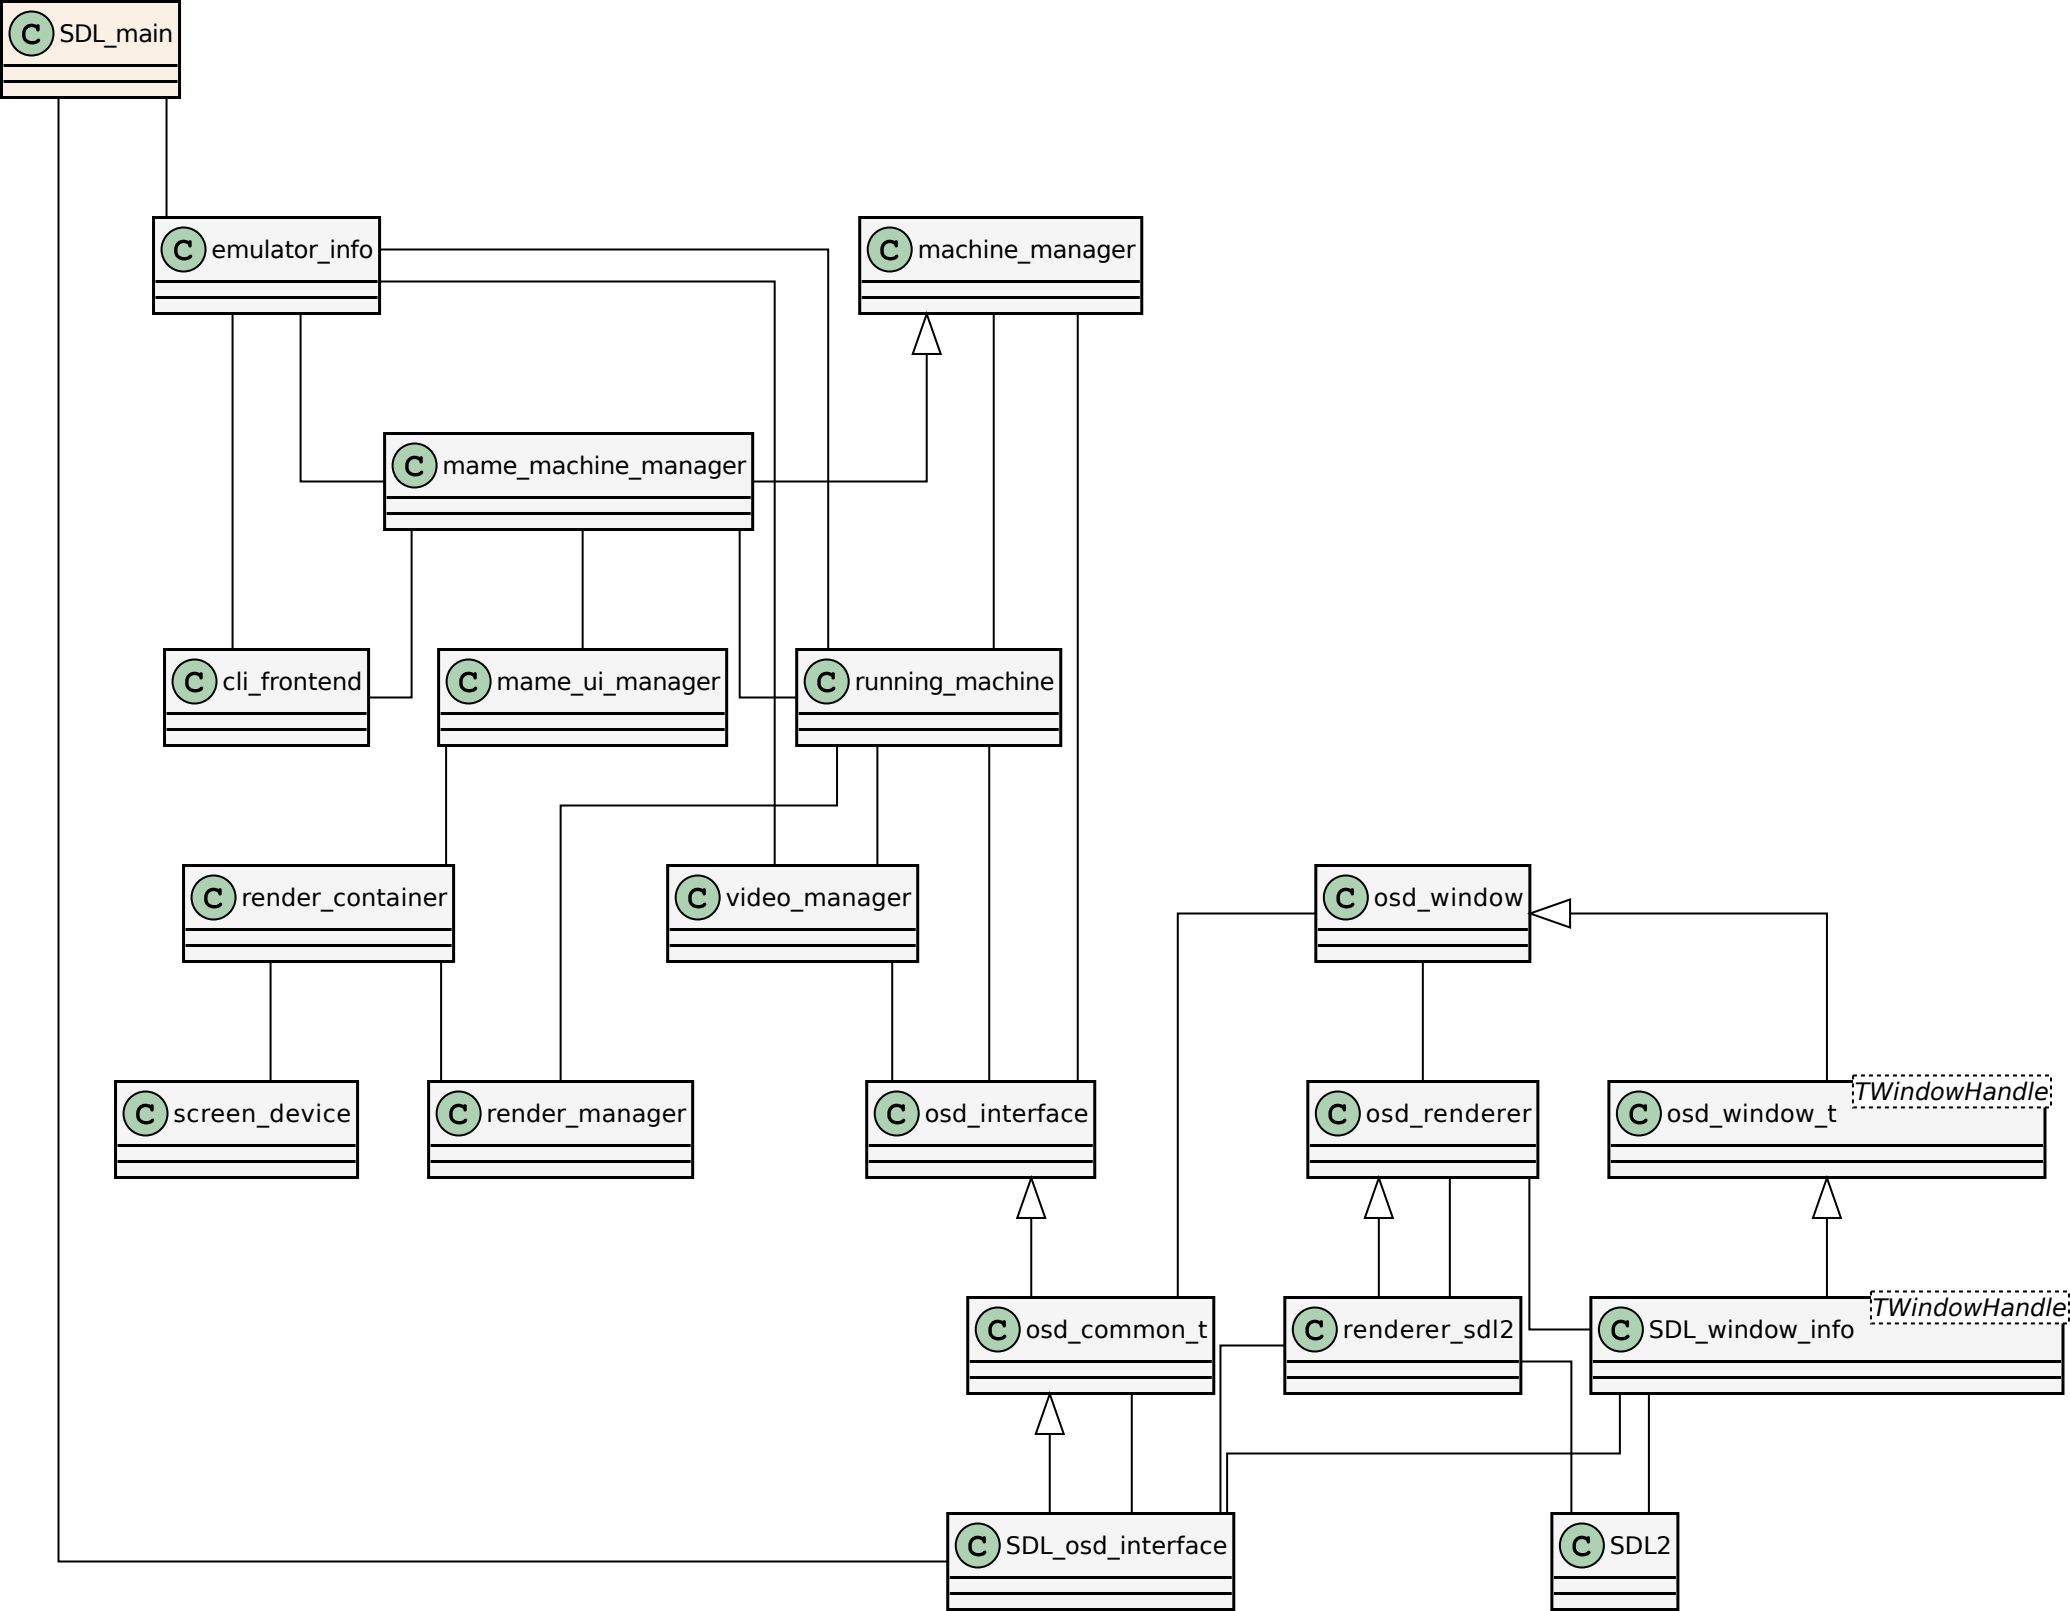 C SDL_main
C emulator_info
C machine_manager
C mame_machine_manager
C cli_frontend
C mame_ui_manager
C running_machine
C render_container
C video_manager
C osd_window
C screen_device
C render_manager
C osd_interface
C osd_renderer
C osd_window_t
TWindowHandle
C osd_common_t
C renderer_sdl2
C SDL_window_info
TWindowHandle
C SDL_osd_interface
C SDL2